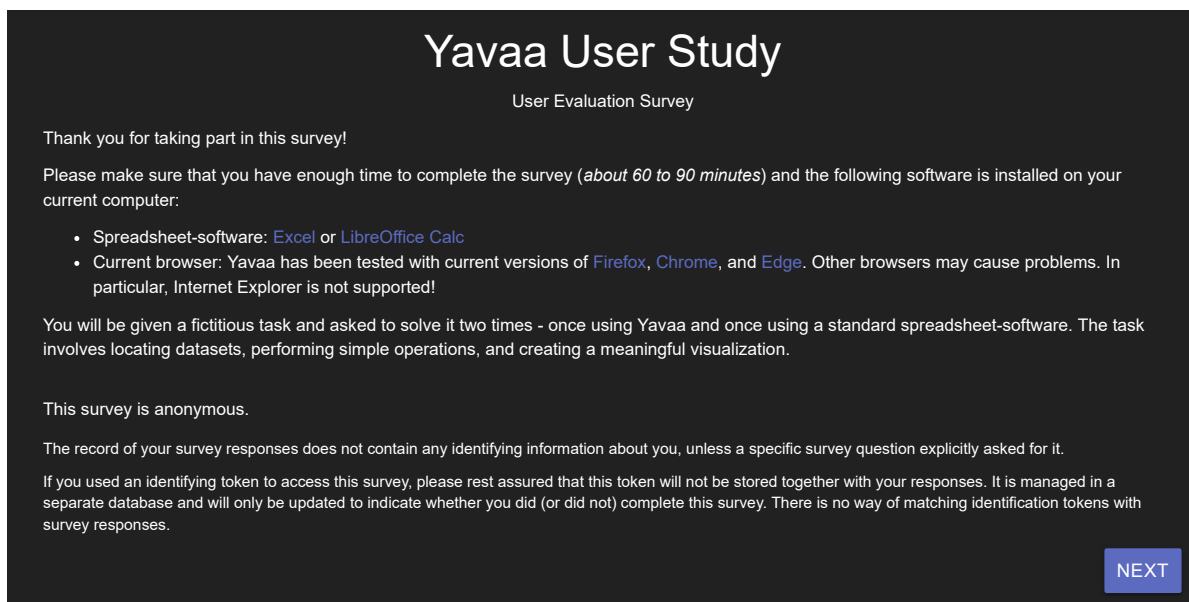 Yavaa User Study
User Evaluation Survey
Thank you for taking part in this survey!
Please make sure that you have enough time to complete the survey (about 60 to 90 minutes) and the following software is installed on your
current computer:
• Spreadsheet-software: Excel or LibreOffice Calc
• Current browser: Yavaa has been tested with current versions of Firefox, Chrome, and Edge. Other browsers may cause problems. In
particular, Internet Explorer is not supported!
You will be given a fictitious task and asked to solve it two times - once using Yavaa and once using a standard spreadsheet-software. The task
involves locating datasets, performing simple operations, and creating a meaningful visualization.
This survey is anonymous.
The record of your survey responses does not contain any identifying information about you, unless a specific survey question explicitly asked for it.
If you used an identifying token to access this survey, please rest assured that this token will not be stored together with your responses. It is managed in a
separate database and will only be updated to indicate whether you did (or did not) complete this survey. There is no way of matching identification tokens with
survey responses.
NEXT